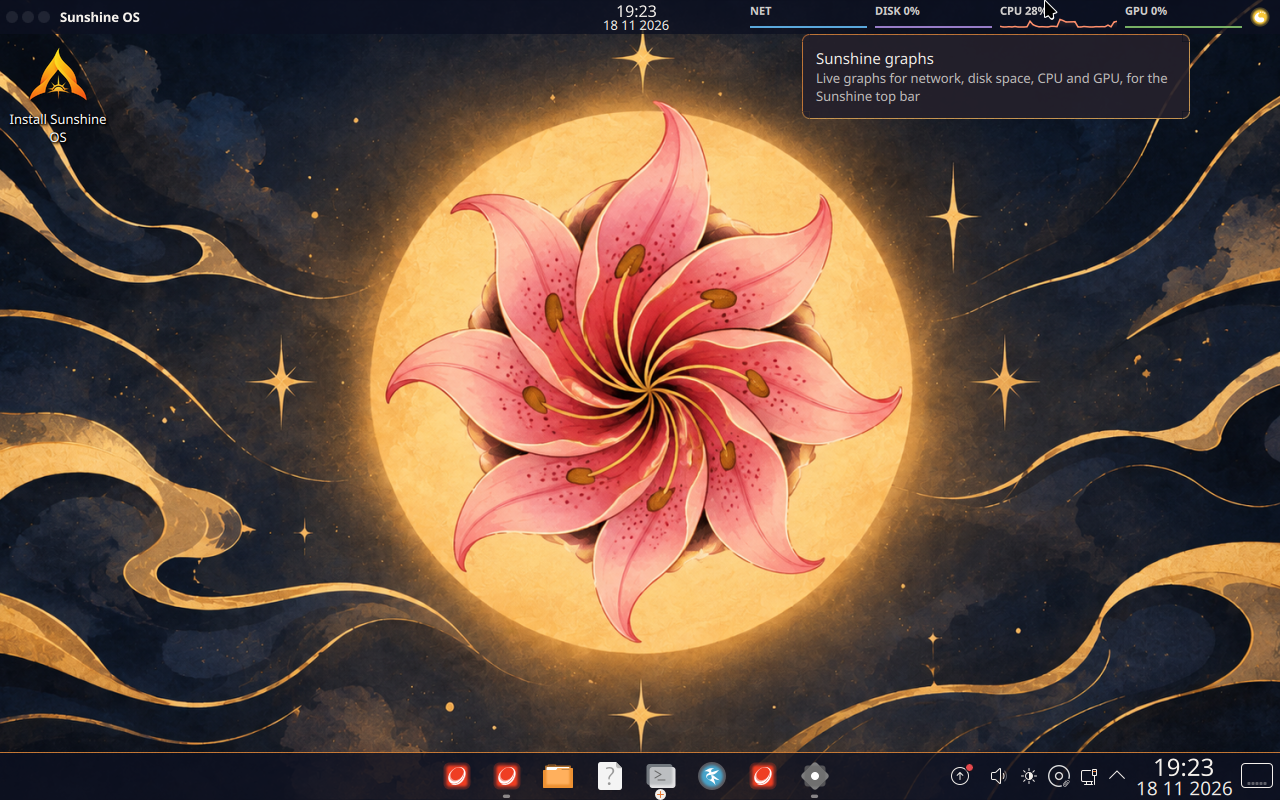 Sunshine OS
19:23
18 11 2026
NET
DISK 0%
CPU 28%
GPU 0%
Sunshine graphs
Live graphs for network, disk space, CPU and GPU, for the
Sunshine top bar
Install Sunshine
OS
19:23
18 11 2026